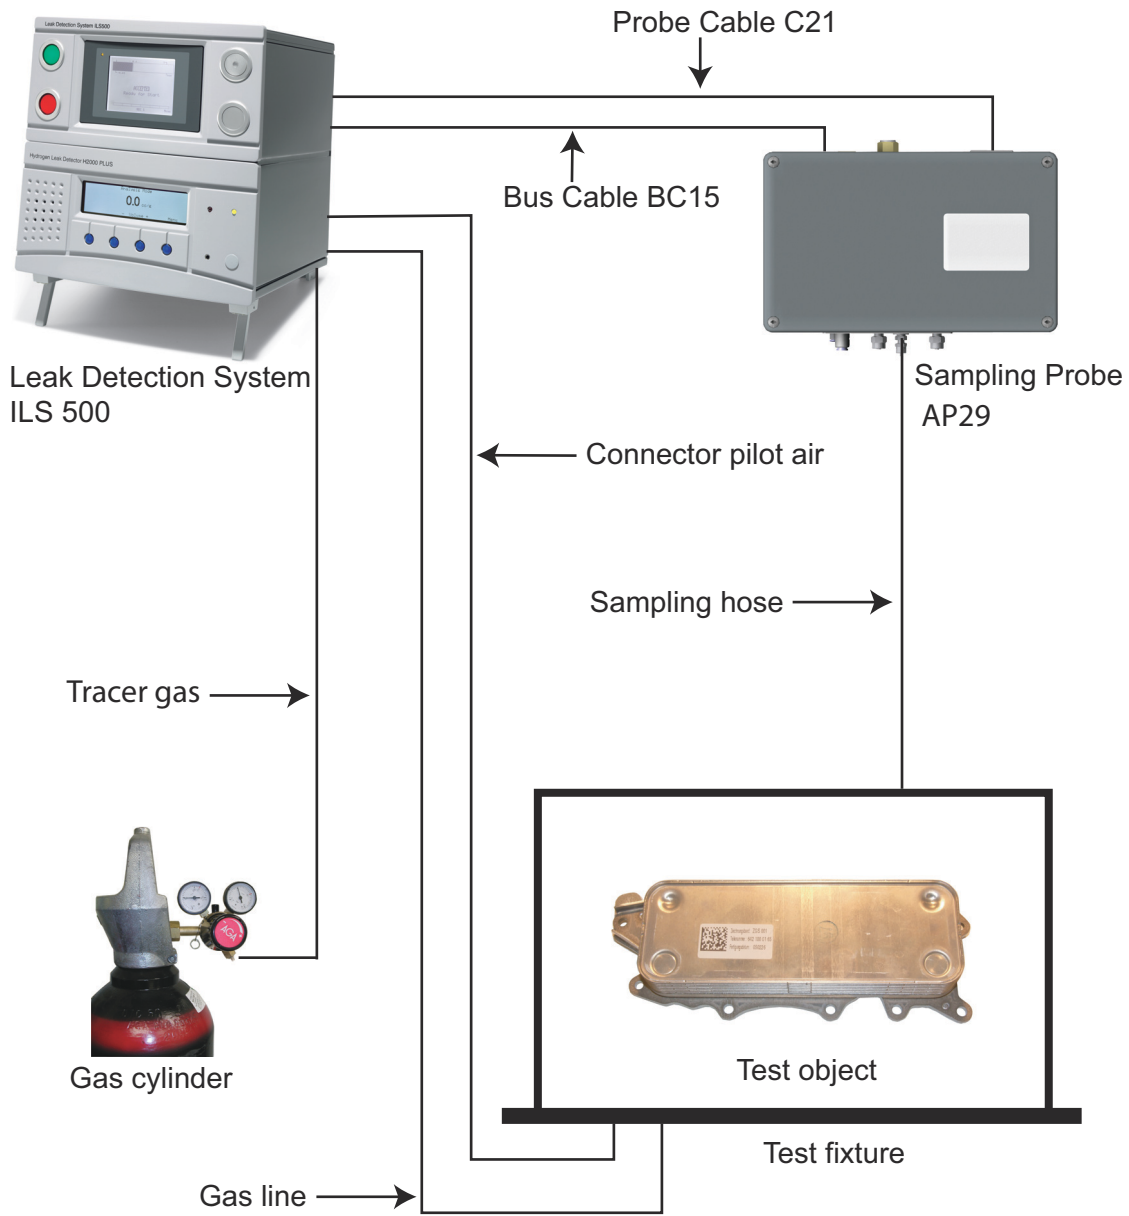 Probe Cable C21
Leak Detection System ILS500
Hydrogen Leak Detector H2000 PLUS
0.0
Bus Cable BC15
Leak Detection System
ILS 500
Sampling Probe
AP29
Connector pilot air
Sampling hose
Tracer gas
AGA
Gas cylinder
Test object
Test fixture
Gas line